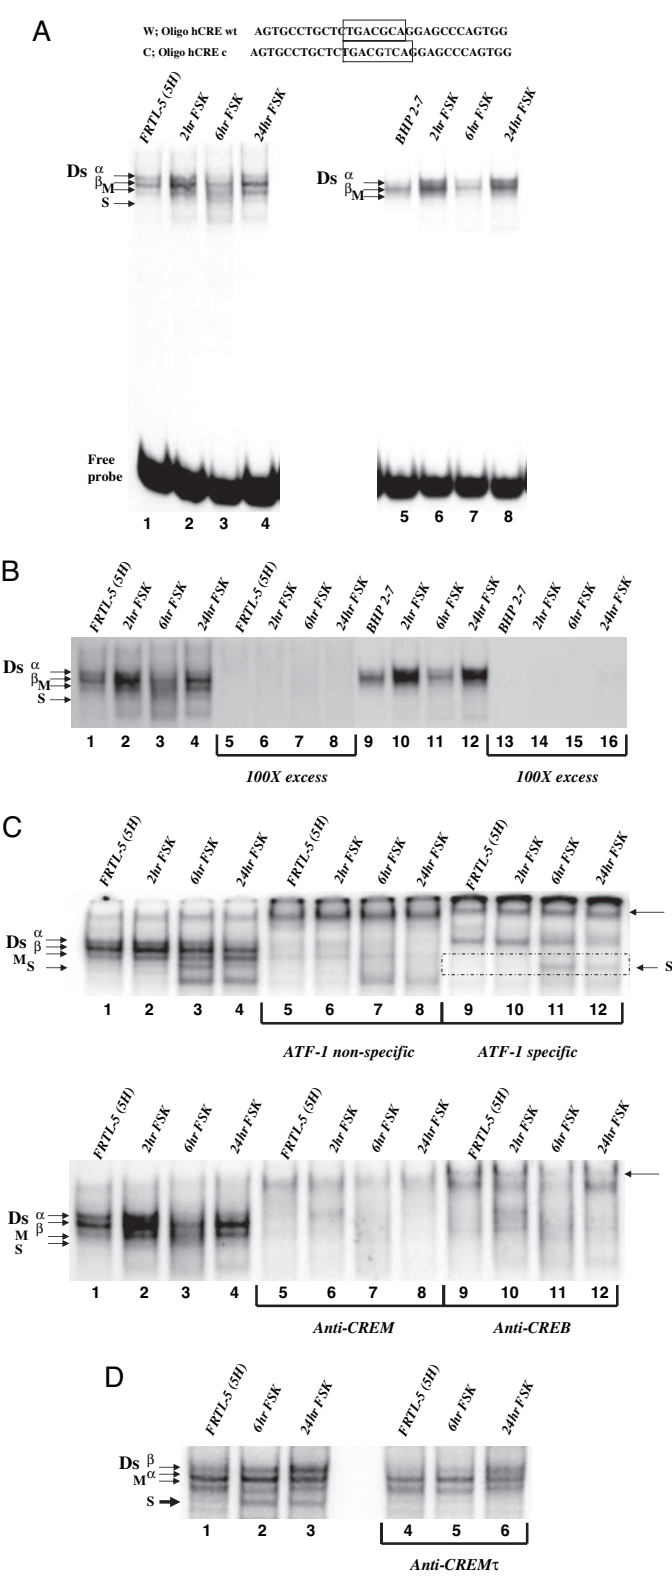 A
W; Oligo hCRE wt AGTGCCTGCTCTGACGCAGGAGCCCAGTGG
C; Oligo hCRE c AGTGCCTGCTCTGACGTCAGGAGCCCAGTGG
FRTL-5 (5H) 2hr FSK 6hr FSK 24hr FSK BHP 2-7 2hr FSK 6hr FSK 24hr FSK
Ds α Ds α
β β
M M
S
Free
probe
1 2 3 4 5 6 7 8
B
FRTL-5 (5H) 2hr FSK 6hr FSK 24hr FSK FRTL-5 (5H) 2hr FSK 6hr FSK 24hr FSK BHP 2-7 2hr FSK 6hr FSK 24hr FSK BHP 2-7 2hr FSK 6hr FSK 24hr FSK
Ds α
β
M
S
1 2 3 4 5 6 7 8 9 10 11 12 13 14 15 16
100X excess 100X excess
C
FRTL-5 (5H) 2hr FSK 6hr FSK 24hr FSK FRTL-5 (5H) 2hr FSK 6hr FSK 24hr FSK FRTL-5 (5H) 2hr FSK 6hr FSK 24hr FSK
α
Ds β
M
S S
1 2 3 4 5 6 7 8 9 10 11 12
ATF-1 non-specific ATF-1 specific
FRTL-5 (5H) 2hr FSK 6hr FSK 24hr FSK FRTL-5 (5H) 2hr FSK 6hr FSK 24hr FSK FRTL-5 (5H) 2hr FSK 6hr FSK 24hr FSK
Ds α
β
M
S
1 2 3 4 5 6 7 8 9 10 11 12
Anti-CREM Anti-CREB
D
FRTL-5 (5H) 6hr FSK 24hr FSK FRTL-5 (5H) 6hr FSK 24hr FSK
Ds β
α
M
S
1 2 3 4 5 6
Anti-CREMτ